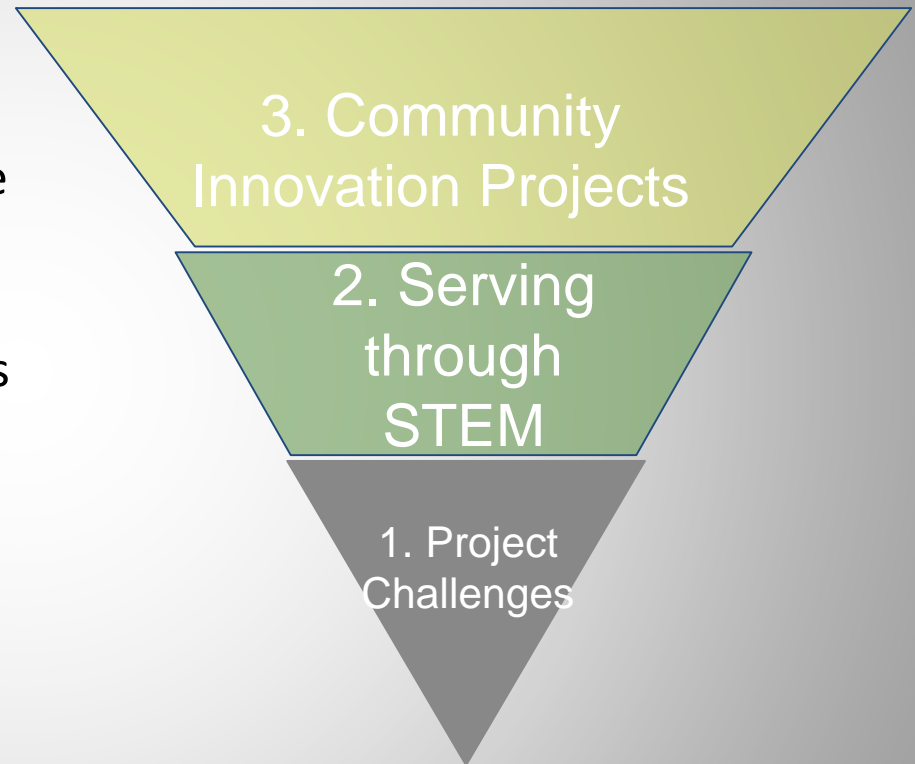 3. Community
Innovation Projects
2. Serving
through
STEM
1. Project
Challenges